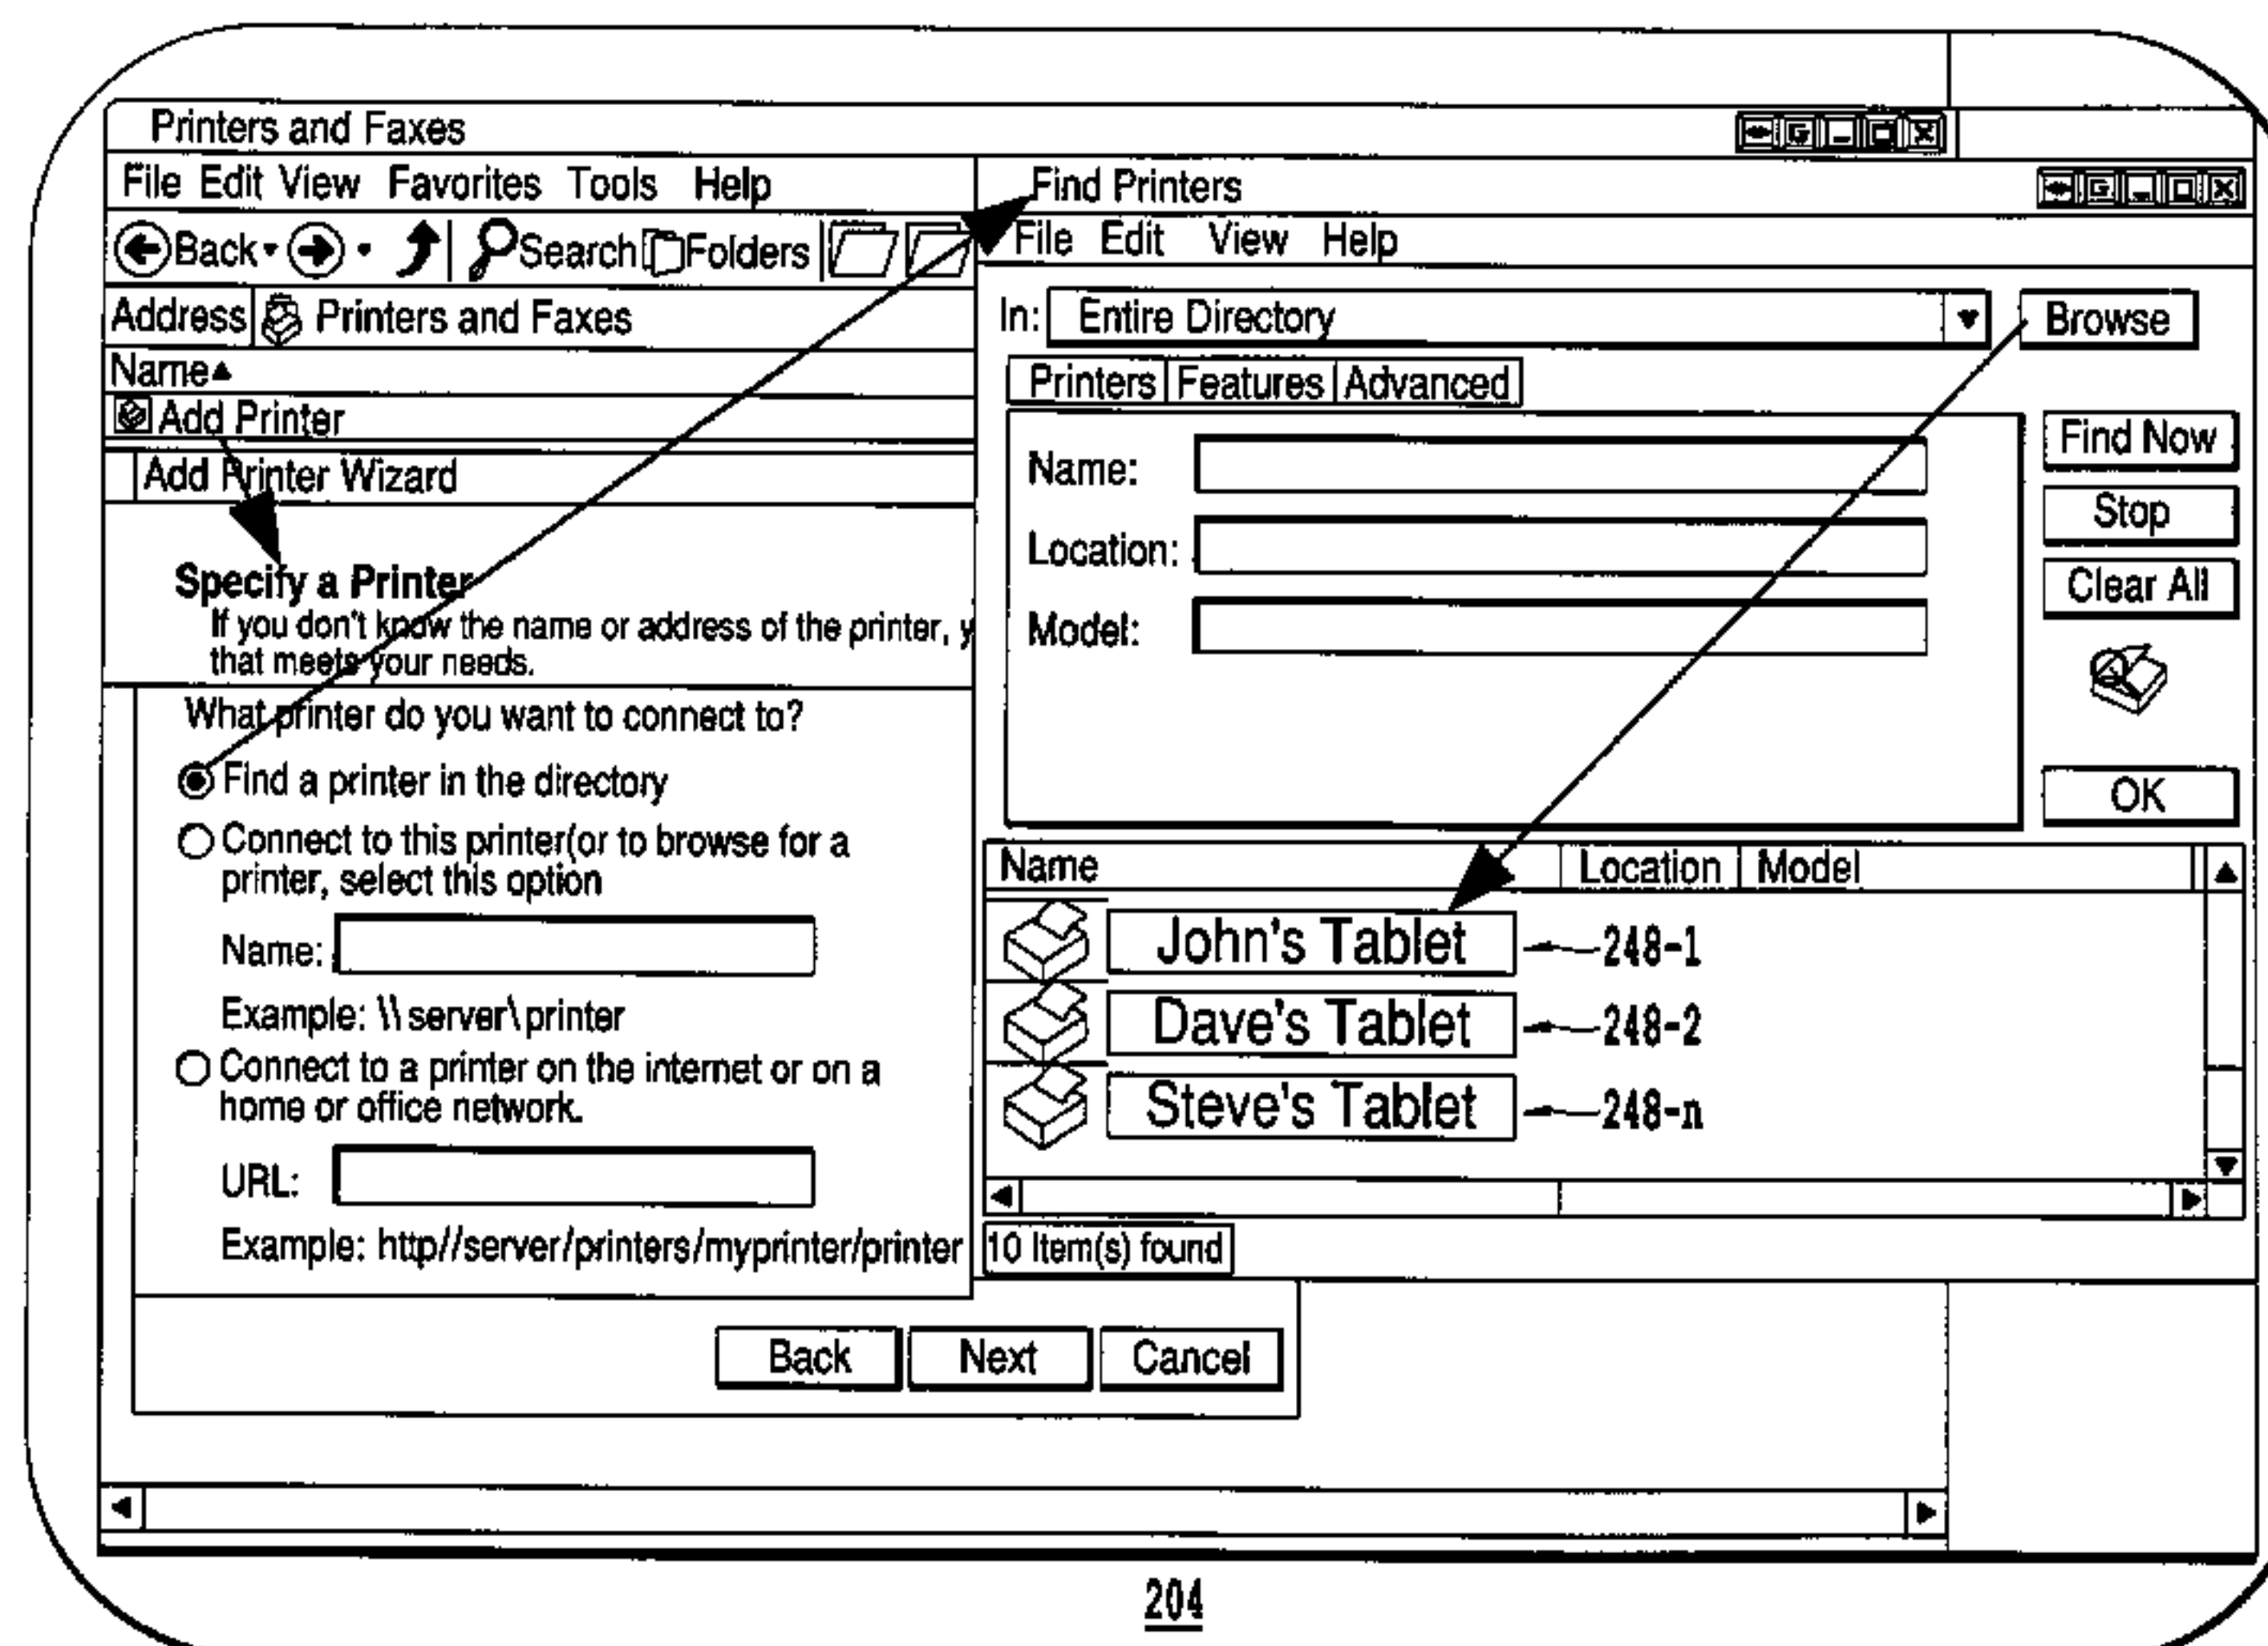 Printers and Faxes
File Edit View Favorites Tools Help
Back Search Folders
Address Printers and Faxes
Name
Add Printer
Add Printer Wizard
Specify a Printer
If you don't know the name or address of the printer, y
that meets your needs.
What printer do you want to connect to?
Find a printer in the directory
Connect to this printer(or to browse for a
printer, select this option
Name:
Example: \\ server\ printer
Connect to a printer on the internet or on a
home or office network.
URL:
Example: http//server/printers/myprinter/printer
Back Next Cancel
Find Printers
File Edit View Help
In: Entire Directory Browse
Printers Features Advanced
Name:
Location:
Model:
Find Now
Stop
Clear All
OK
Name Location Model
John's Tablet 248-1
Dave's Tablet 248-2
Steve's Tablet 248-n
10 Item(s) found
204